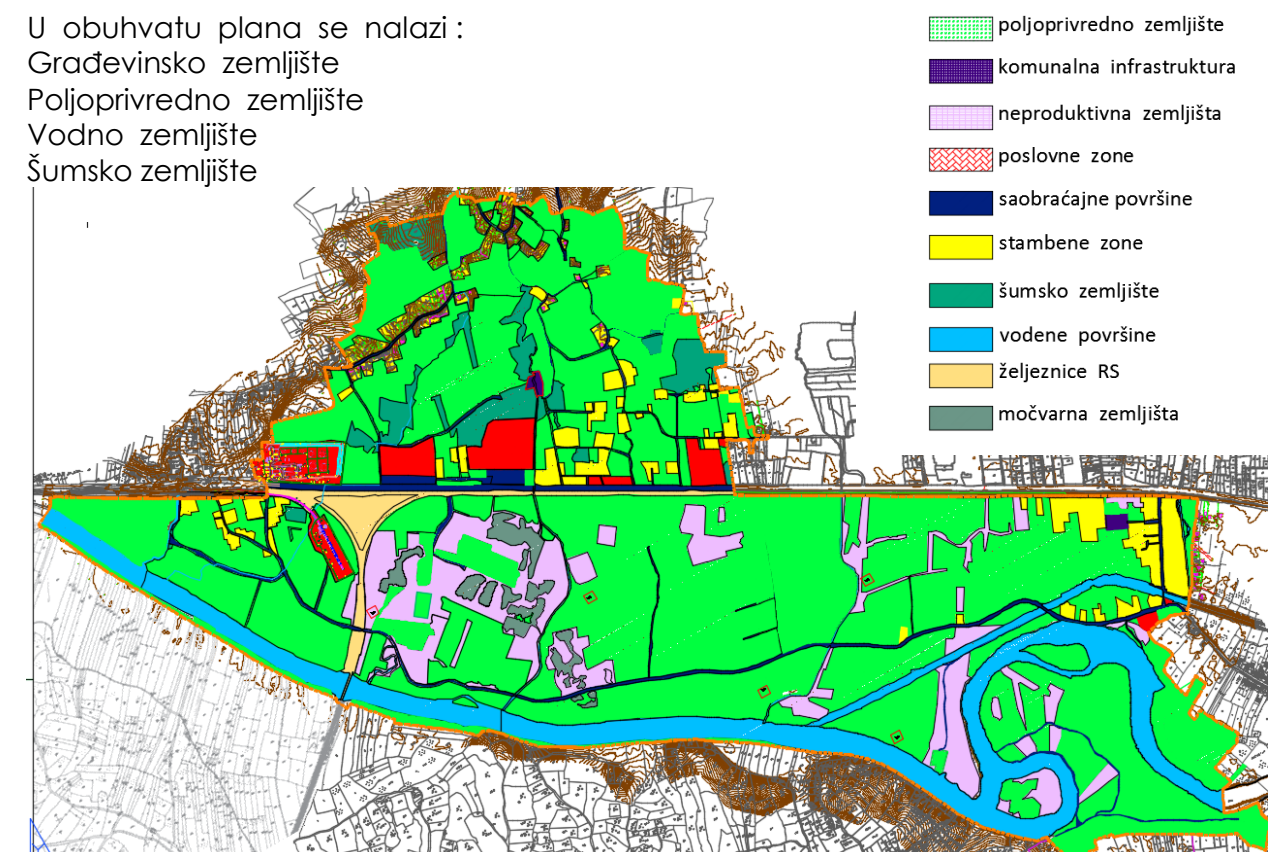 U obuhvatu plana se nalazi :
Građevinsko zemljište
Poljoprivredno zemljište
Vodno zemljište
Šumsko zemljište
poljoprivredno zemljište
komunalna infrastruktura
neproduktivna zemljišta
poslovne zone
saobraćajne površine
stambene zone
šumsko zemljište
vodene površine
željeznice RS
močvarna zemljišta